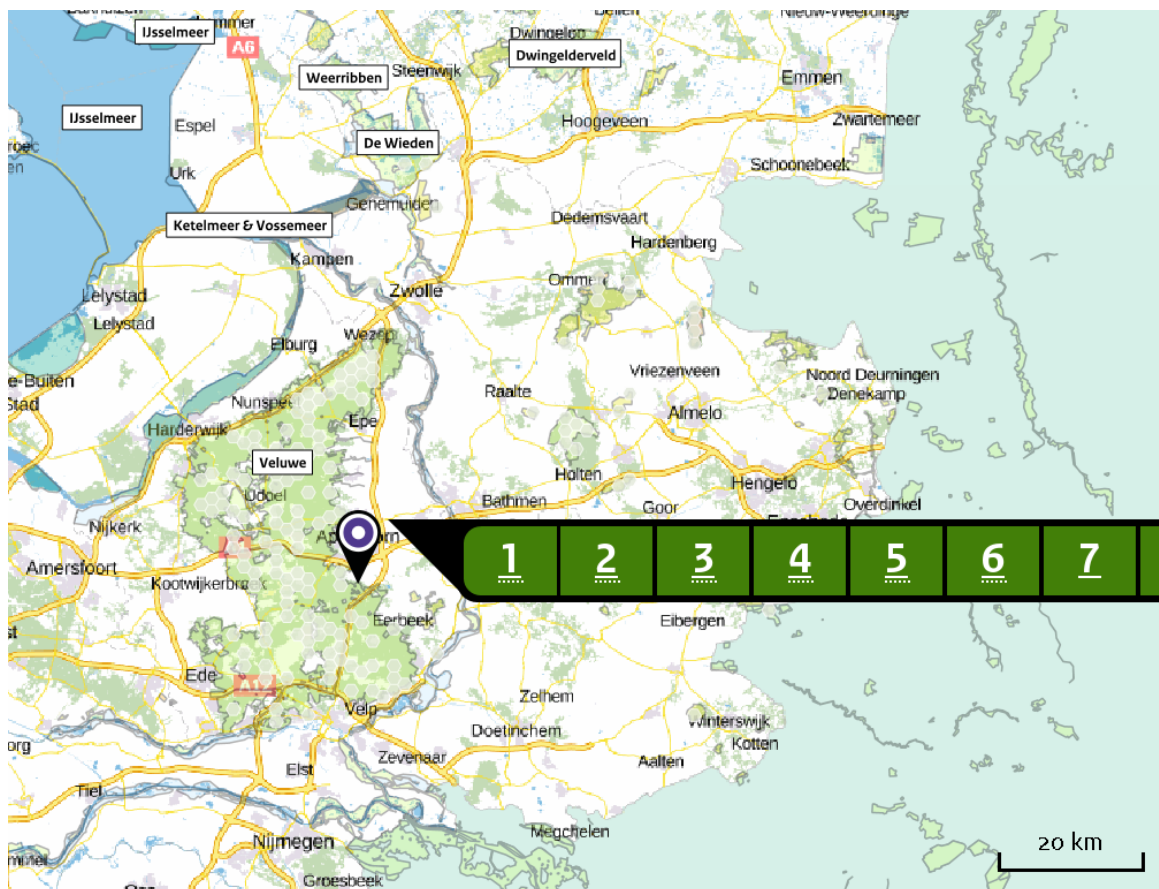 IJsselmeer
A6
Dwingelderveld
Weerribben
Steenwijk
Emmen
IJsselmeer
Espel
Hoogeveen
Zwartemeer
De Wieden
Urk
Schoonebeek
Genemuiden
Ketelmeer & Vossemeer
Dedemsvaart
Hardenberg
Kampen
Zwolle
Lelystad
Lelystad
Wezep
Elburg
Vriezenveen
Noord Deurningen
Denekamp
Raalte
Nunspeet
Epe
Almelo
Harderwijk
Veluwe
Holten
Hengelo
Bathmen
Goor
Overdinkel
Nijkerk
1 2 3 4 5 6 7
Amersfoort
Eerbeek
Eibergen
Ede
Zelhem
Velp
Winterswijk
Doetinchem
Kotten
Zevenaar
Aalten
Elst
Tiel
Megchelen
Nijmegen
20 km
Groesbeek